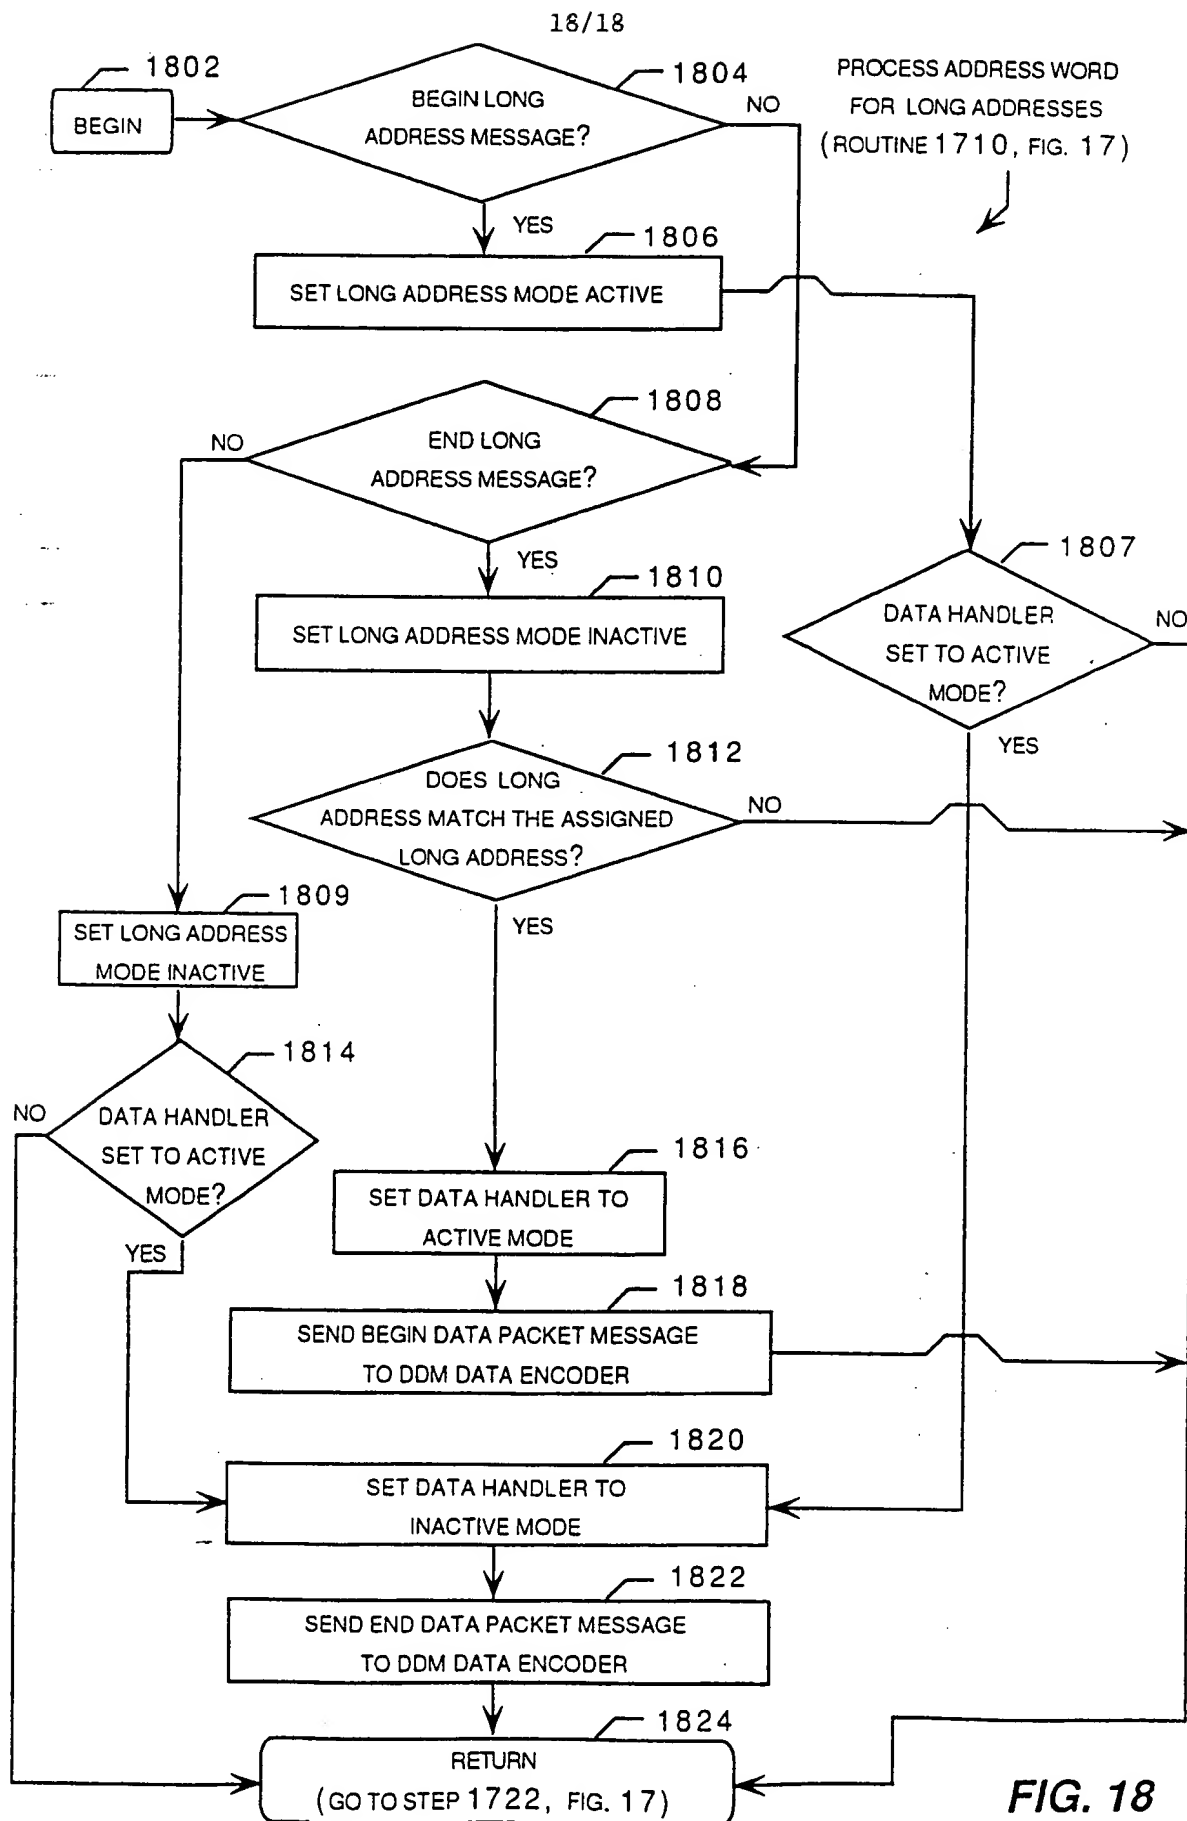 18/18
1802
BEGIN
1804
BEGIN LONG
ADDRESS MESSAGE?
NO
YES
PROCESS ADDRESS WORD
FOR LONG ADDRESSES
(ROUTINE 1710, FIG. 17)
1806
SET LONG ADDRESS MODE ACTIVE
1808
END LONG
ADDRESS MESSAGE?
NO
YES
1807
DATA HANDLER
SET TO ACTIVE
MODE?
NO
YES
1810
SET LONG ADDRESS MODE INACTIVE
1812
DOES LONG
ADDRESS MATCH THE ASSIGNED
LONG ADDRESS?
NO
YES
1809
SET LONG ADDRESS
MODE INACTIVE
1814
DATA HANDLER
SET TO ACTIVE
MODE?
NO
YES
1816
SET DATA HANDLER TO
ACTIVE MODE
1818
SEND BEGIN DATA PACKET MESSAGE
TO DDM DATA ENCODER
1820
SET DATA HANDLER TO
INACTIVE MODE
1822
SEND END DATA PACKET MESSAGE
TO DDM DATA ENCODER
1824
RETURN
(GO TO STEP 1722, FIG. 17)
FIG. 18